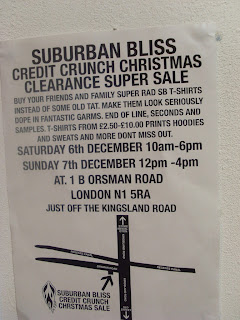 SUBURBAN BLISS
CREDIT CRUNCH CHRISTMAS
CLEARANCE SUPER SALE
BUY YOUR FRIENDS AND FAMILY SUPER RAD SB T-SHIRTS
INSTEAD OF SOME OLD TAT. MAKE THEM LOOK SERIOUSLY
DOPE IN FANTASTIC GARMS. END OF LINE, SECONDS AND
SAMPLES. T-SHIRTS FROM £2.50-£10.00 PRINTS HOODIES
AND SWEATS AND MORE DONT MISS OUT.
SATURDAY 6TH DECEMBER 10am-6pm
SUNDAY 7th DECEMBER 12pm -4pm
AT. 1 B ORSMAN ROAD
LONDON N1 5RA
JUST OFF THE KINGSLAND ROAD
SUBURBAN BLISS
CREDIT CRUNCH
CHRISTMAS SALE